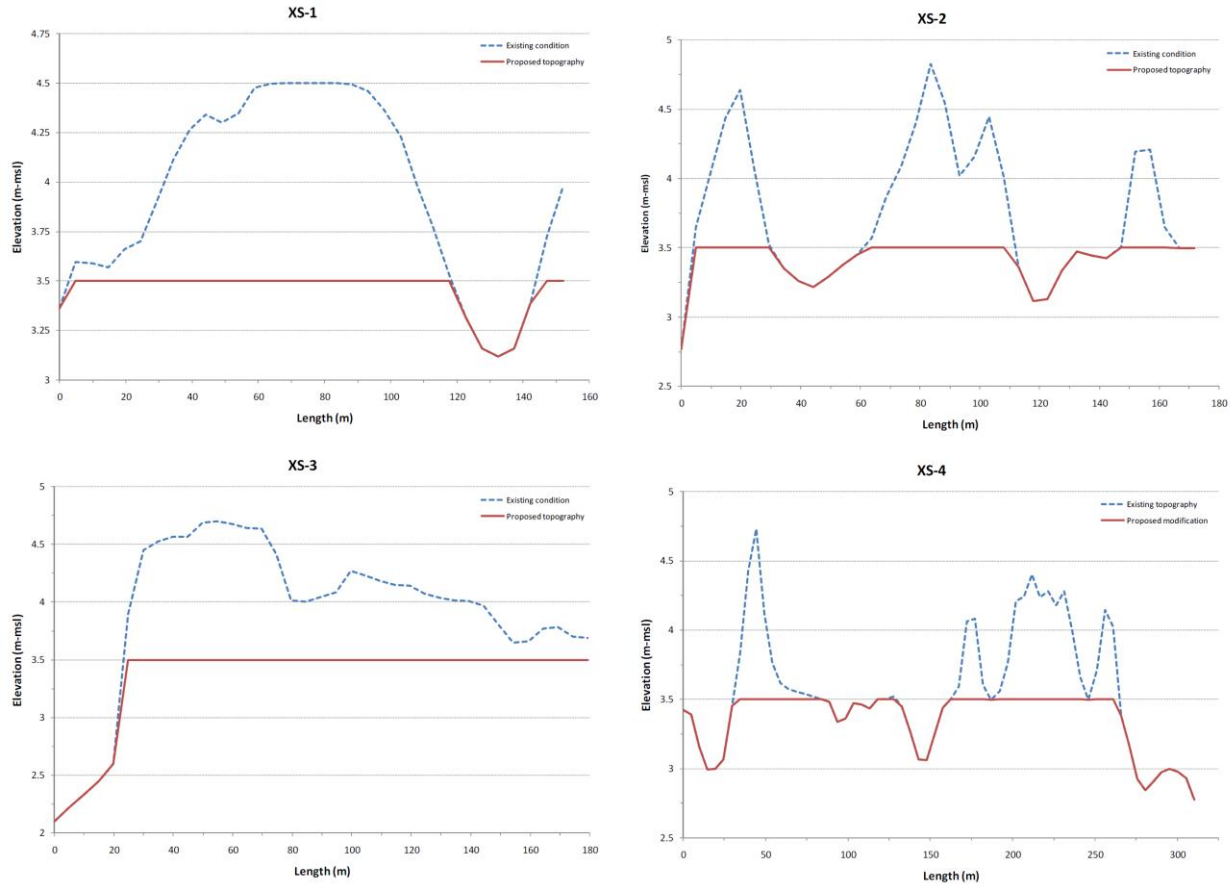 XS-1
4.75
4.5
4.25
4
3.75
3.5
3.25
3
0 20 40 60 80 100 120 140 160
Elevation (m-msl)
Length (m)
Existing condition
Proposed topography
XS-2
5
4.5
4
3.5
3
2.5
0 20 40 60 80 100 120 140 160 180
Elevation (m-msl)
Length (m)
Existing condition
Proposed topography
XS-3
5
4.5
4
3.5
3
2.5
2
0 20 40 60 80 100 120 140 160 180
Elevation (m-msl)
Length (m)
Existing condition
Proposed topography
XS-4
5
4.5
4
3.5
3
2.5
0 50 100 150 200 250 300
Elevation (m-msl)
Length (m)
Existing topography
Proposed modification